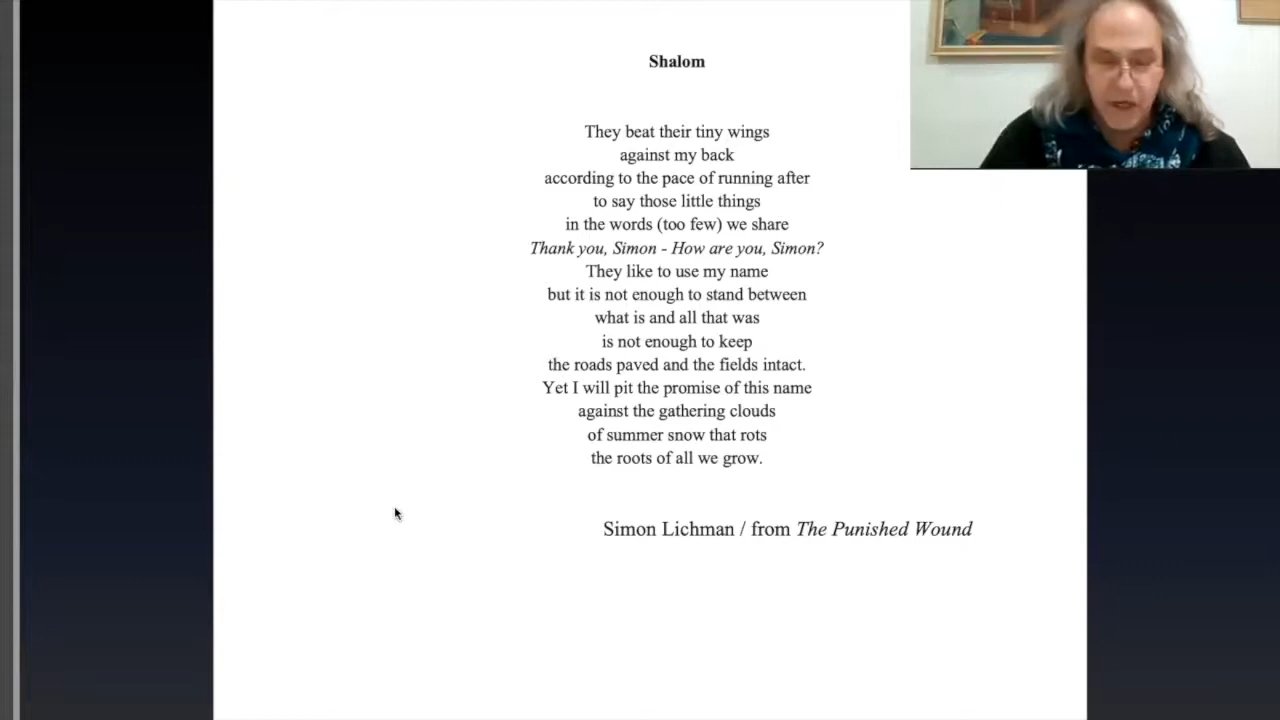 Shalom
They beat their tiny wings
against my back
according to the pace of running after
to say those little things
in the words (too few) we share
Thank you, Simon - How are you, Simon?
They like to use my name
but it is not enough to stand between
what is and all that was
is not enough to keep
the roads paved and the fields intact.
Yet I will pit the promise of this name
against the gathering clouds
of summer snow that rots
the roots of all we grow.
Simon Lichman / from The Punished Wound